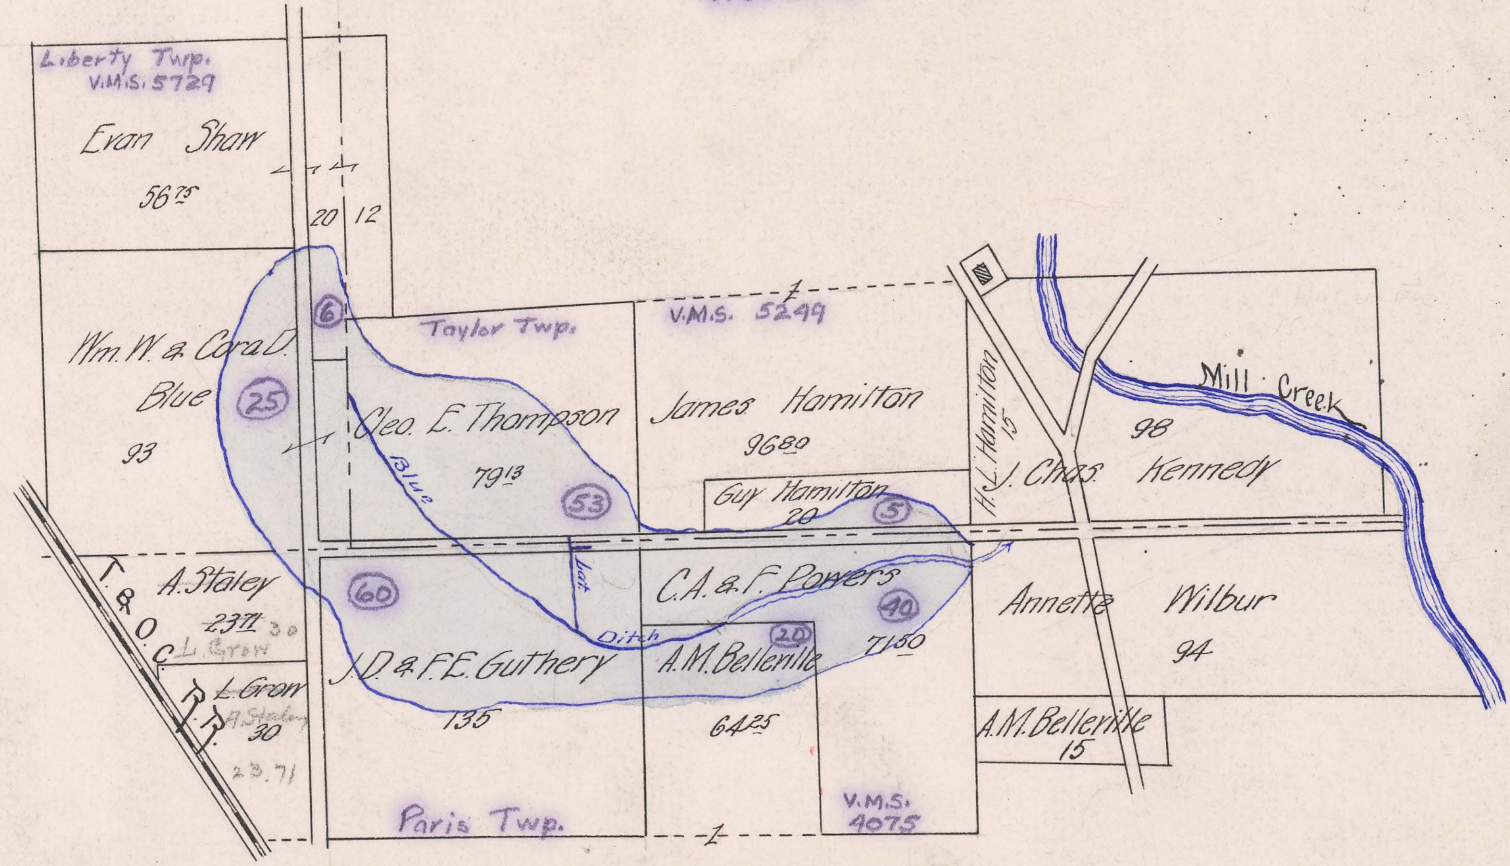 Liberty Twp.
V.M.S. 5729
Evan Shaw
56 75
20
12
Wm. W. & Cora D.
Blue
93
25
6
Taylor Twp.
Cleo. E. Thompson
79 13
53
Blue
Ditch
Lat
V.M.S. 5249
James Hamilton
96 80
Guy Hamilton
20
5
H. L. Hamilton
15
Mill Creek
98
J. Chas. Kennedy
T. & O. C. R. R.
A. Staley
23 71
30
L. Grow
L. Grow
A. Staley
30
23.71
60
J. D. & F. E. Guthery
135
Paris Twp.
C. A. & F. Powers
40
71 50
20
A. M. Belleville
64 25
V.M.S.
4075
Annette Wilbur
94
A. M. Belleville
15